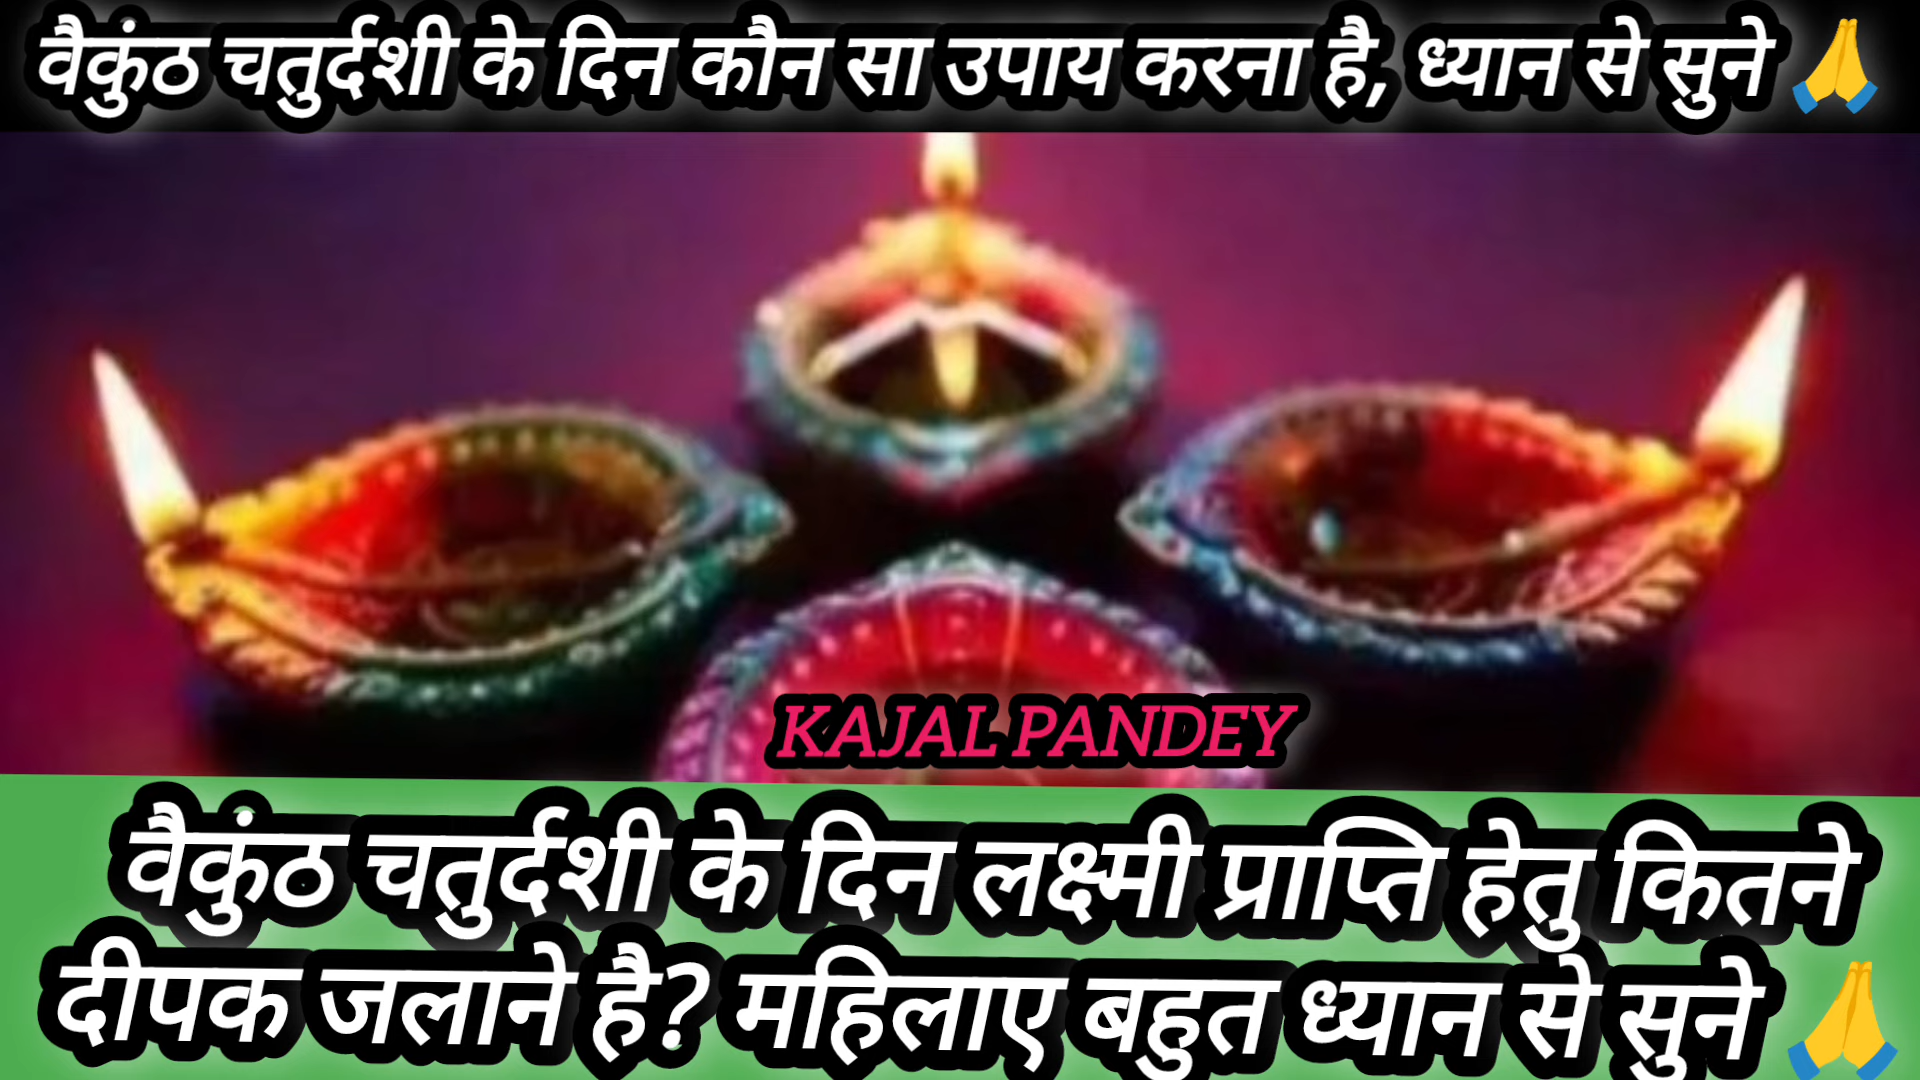 वैकुंठ चतुर्दशी के दिन कौन सा उपाय करना है, ध्यान से सुने 🙏
KAJAL PANDEY
वैकुंठ चतुर्दशी के दिन लक्ष्मी प्राप्ति हेतु कितने
दीपक जलाने है? महिलाए बहुत ध्यान से सुने 🙏